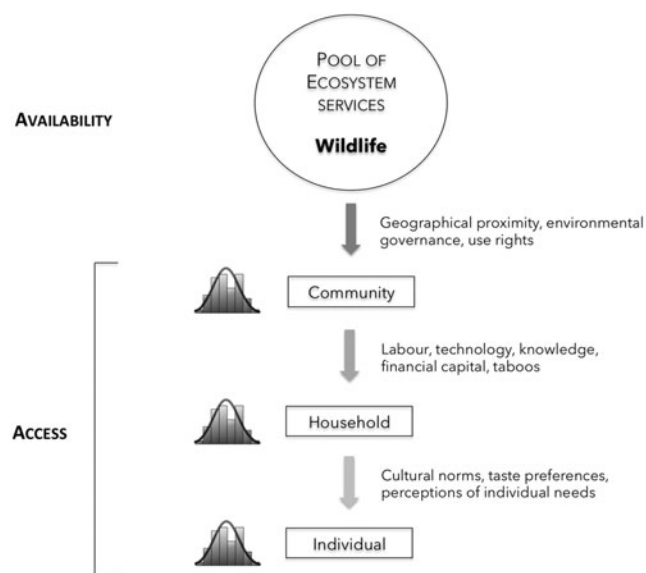 POOL OF
ECOSYSTEM
SERVICES
Wildlife
AVAILABILITY
Geographical proximity, environmental
governance, use rights
Community
Labour, technology, knowledge,
financial capital, taboos
Household
ACCESS
Cultural norms, taste preferences,
perceptions of individual needs
Individual